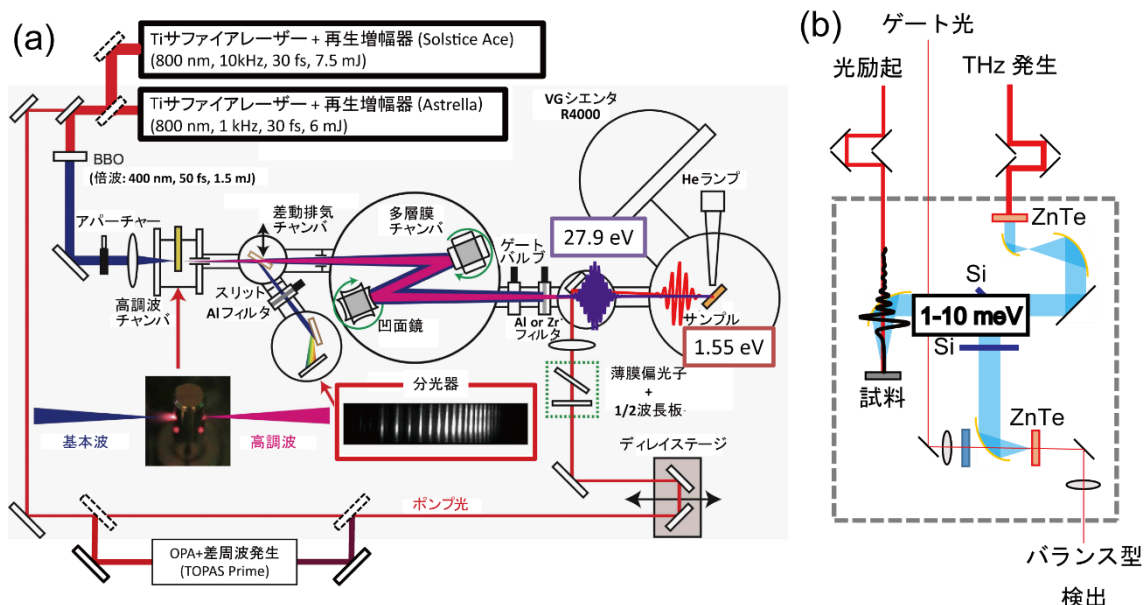 (a)
Tiサファイアレーザー + 再生増幅器 (Solstice Ace)
(800 nm, 10kHz, 30 fs, 7.5 mJ)
Tiサファイアレーザー + 再生増幅器 (Astrella)
(800 nm, 1 kHz, 30 fs, 6 mJ)
VGシエンタ
R4000
BBO
(倍波: 400 nm, 50 fs, 1.5 mJ)
Heランプ
アパーチャー
差動排気
チャンバ
多層膜
チャンバ
ゲート
バルブ
27.9 eV
高調波
チャンバ
スリット
Alフィルタ
凹面鏡
Al or Zr
フィルタ
サンプル
1.55 eV
分光器
薄膜偏光子
+
1/2波長板
基本波
高調波
ディレイステージ
ポンプ光
OPA+差周波発生
(TOPAS Prime)
(b)
ゲート光
光励起
THz 発生
ZnTe
Si
1-10 meV
Si
試料
ZnTe
バランス型
検出